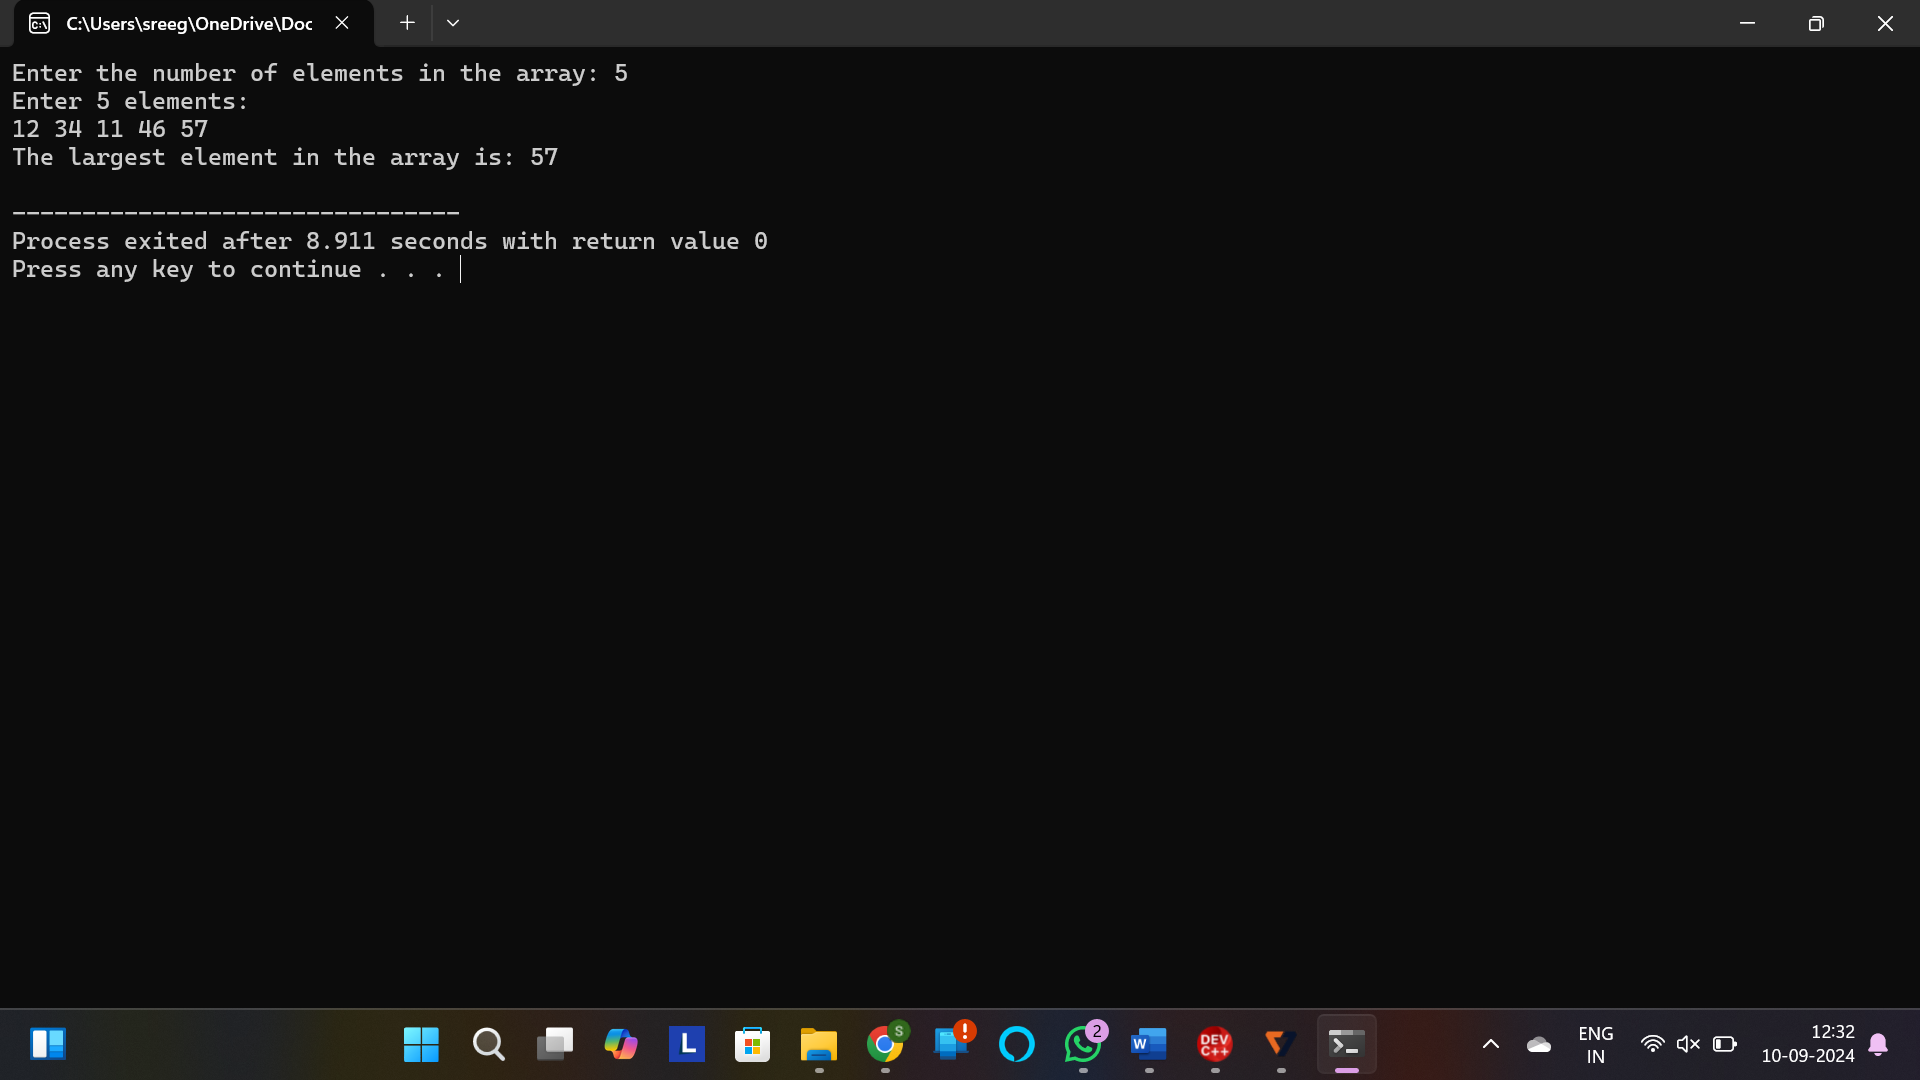 C:\Users\sreeg\OneDrive\Doc
Enter the number of elements in the array: 5
Enter 5 elements:
12 34 11 46 57
The largest element in the array is: 57
--------------------------------
Process exited after 8.911 seconds with return value 0
Press any key to continue . . .
L
S
!
2
W
DEV
C++
ENG
IN
12:32
10-09-2024